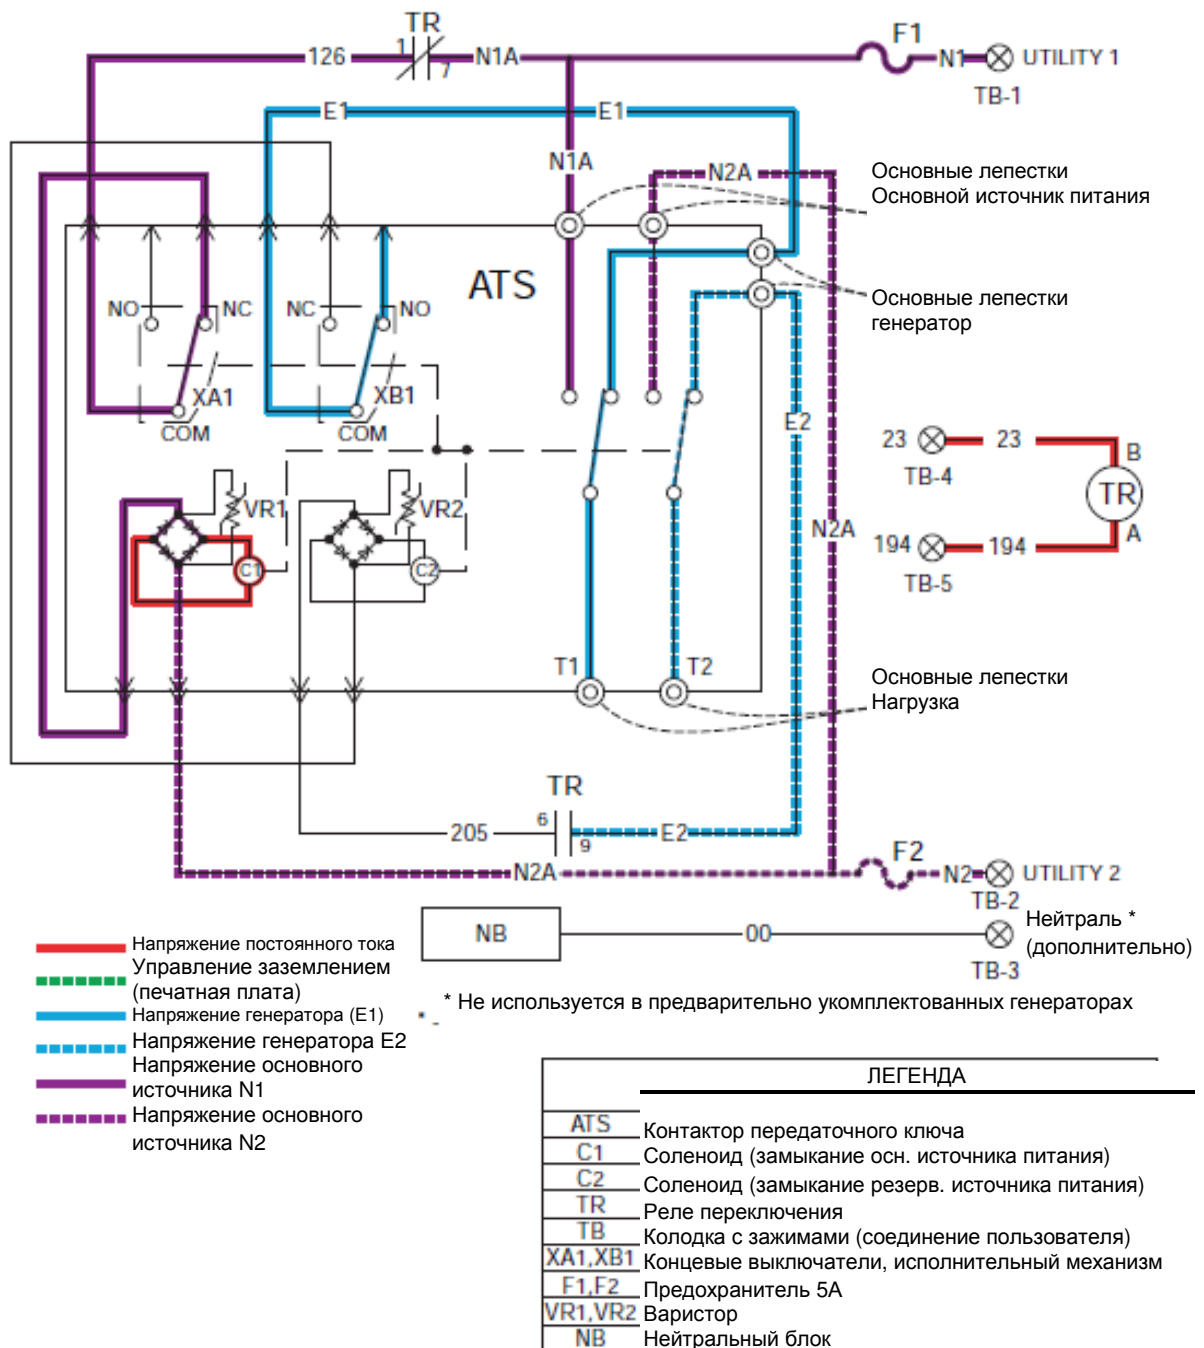 TR
F1
1
126
7
N1A
N1
UTILITY 1
TB-1
E1
E1
N1A
N2A
Основные лепестки
Основной источник питания
ATS
Основные лепестки
генератор
NO
NC
NC
NO
XA1
XB1
COM
COM
E2
23
23
B
TB-4
TR
VR1
VR2
N2A
A
194
194
C1
C2
TB-5
T1
T2
Основные лепестки
Нагрузка
TR
6
205
9
E2
F2
N2A
N2
UTILITY 2
TB-2
Нейтраль *
NB
00
(дополнительно)
TB-3
Напряжение постоянного тока
Управление заземлением
(печатная плата)
* Не используется в предварительно укомплектованных генераторах
Напряжение генератора (E1)
Напряжение генератора E2
Напряжение основного
источника N1
Напряжение основного
источника N2
ЛЕГЕНДА
ATS Контактор передаточного ключа
C1 Соленоид (замыкание осн. источника питания)
C2 Соленоид (замыкание резерв. источника питания)
TR Реле переключения
TB Колодка с зажимами (соединение пользователя)
XA1,XB1 Концевые выключатели, исполнительный механизм
F1,F2 Предохранитель 5А
VR1,VR2 Варистор
NB Нейтральный блок